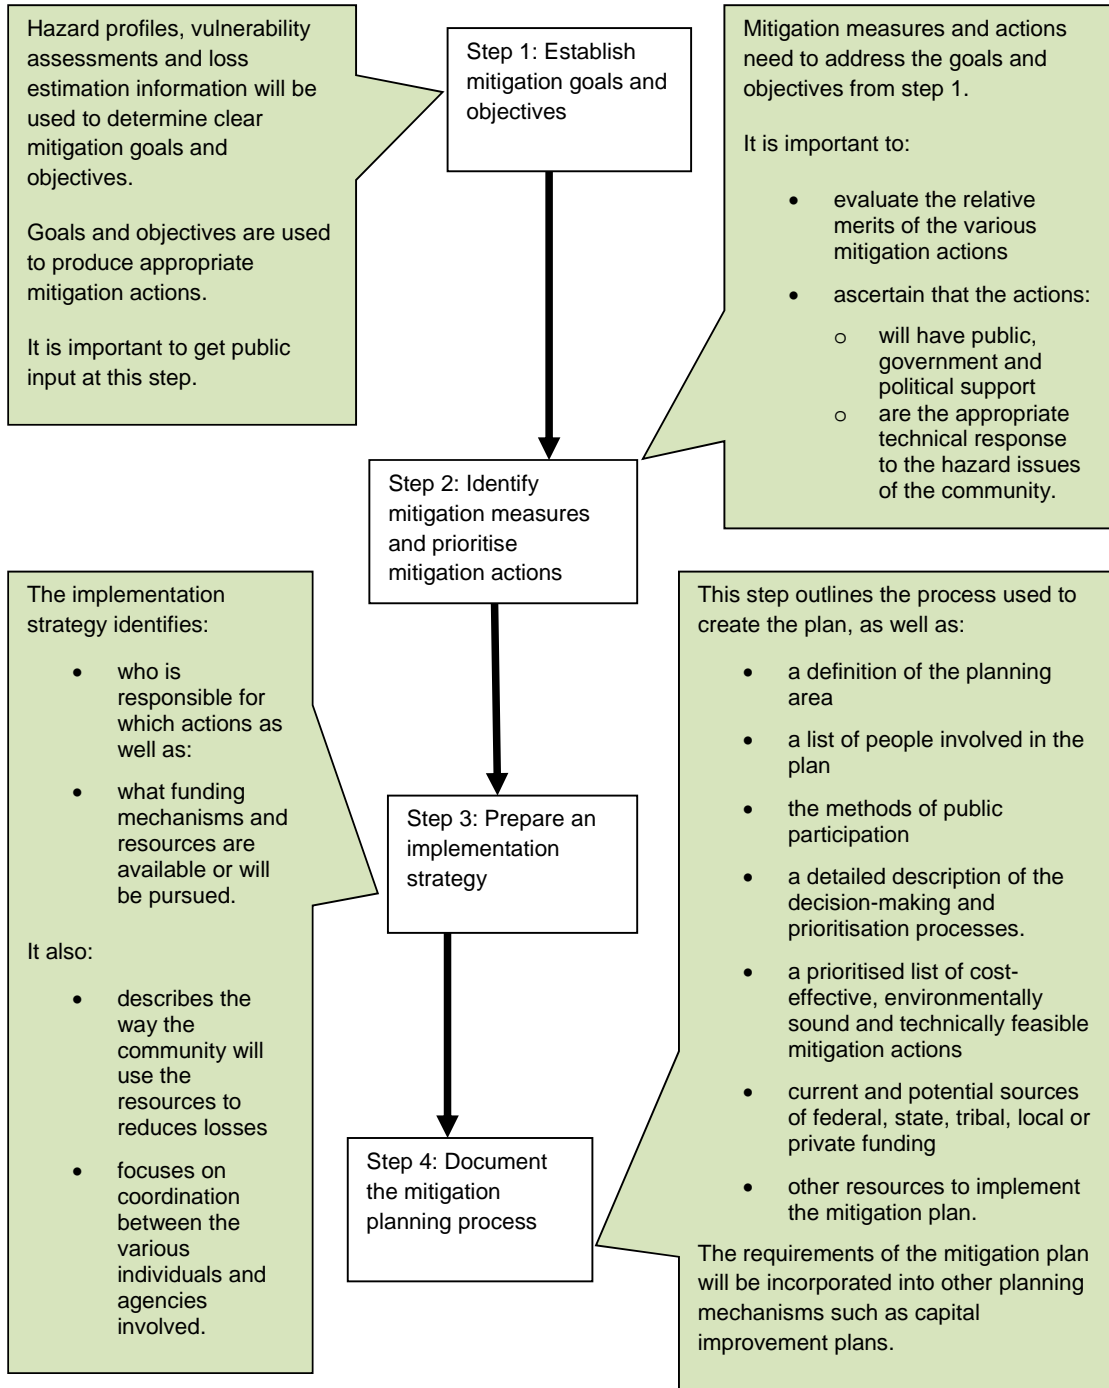 Hazard profiles, vulnerability
assessments and loss
estimation information will be
used to determine clear
mitigation goals and
objectives.
Goals and objectives are used
to produce appropriate
mitigation actions.
It is important to get public
input at this step.
Step 1: Establish
mitigation goals and
objectives
Mitigation measures and actions
need to address the goals and
objectives from step 1.
It is important to:
• evaluate the relative
merits of the various
mitigation actions
• ascertain that the actions:
o will have public,
government and
political support
o are the appropriate
technical response
to the hazard issues
of the community.
Step 2: Identify
mitigation measures
and prioritise
mitigation actions
The implementation
strategy identifies:
• who is
responsible for
which actions as
well as:
• what funding
mechanisms and
resources are
available or will
be pursued.
It also:
• describes the
way the
community will
use the
resources to
reduces losses
• focuses on
coordination
between the
various
individuals and
agencies
involved.
Step 3: Prepare an
implementation
strategy
This step outlines the process used to
create the plan, as well as:
• a definition of the planning
area
• a list of people involved in the
plan
• the methods of public
participation
• a detailed description of the
decision-making and
prioritisation processes.
• a prioritised list of cost-
effective, environmentally
sound and technically feasible
mitigation actions
• current and potential sources
of federal, state, tribal, local or
private funding
• other resources to implement
the mitigation plan.
The requirements of the mitigation plan
will be incorporated into other planning
mechanisms such as capital
improvement plans.
Step 4: Document
the mitigation
planning process